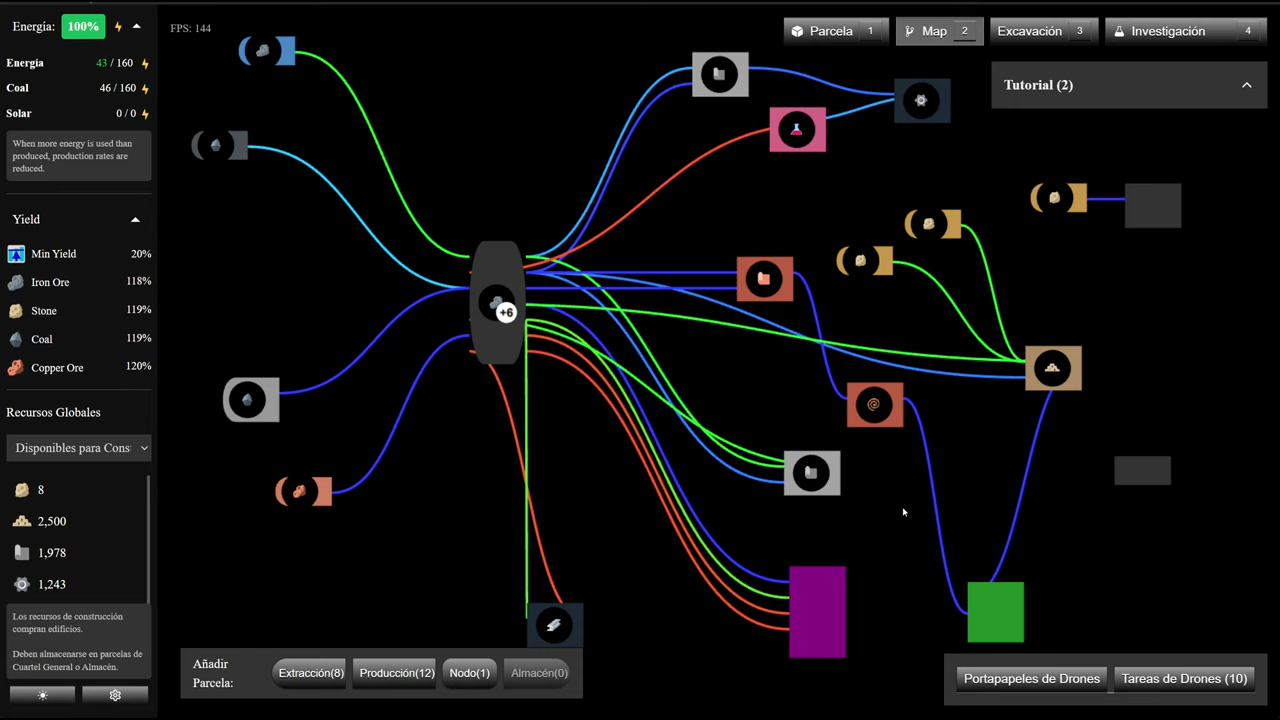 Energía: 100%
FPS: 144
Parcela 1
Map 2
Excavación 3
Investigación 4
Energía 43 / 160
Coal 46 / 160
Solar 0 / 0
When more energy is used than
produced, production rates are
reduced.
Tutorial (2)
Yield
Min Yield 20%
Iron Ore 118%
Stone 119%
Coal 119%
Copper Ore 120%
+6
Recursos Globales
Disponibles para Cons
8
2,500
1,978
1,243
Los recursos de construcción
compran edificios.
Deben almacenarse en parcelas de
Cuartel General o Almacén.
Añadir
Parcela:
Extracción(8)
Producción(12)
Nodo(1)
Almacén(0)
Portapapeles de Drones
Tareas de Drones (10)